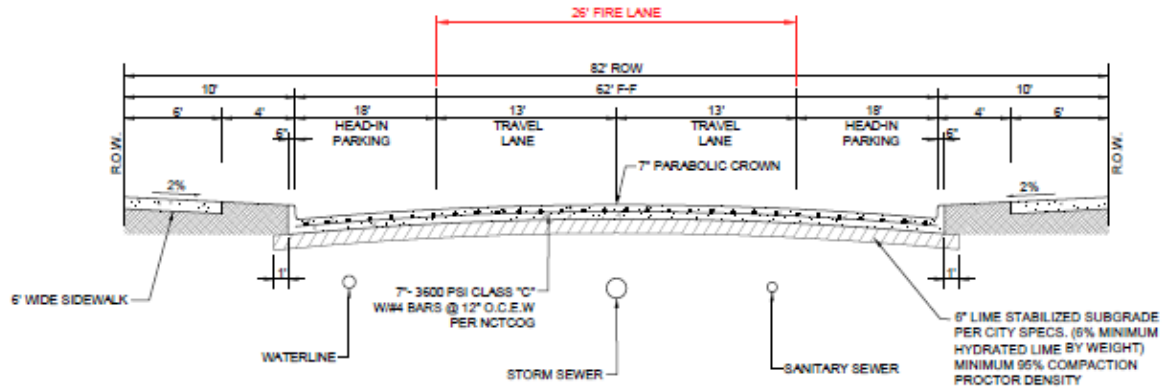 26' FIRE LANE
82' ROW
10'
62' F-F
10'
6'
4'
18'
13'
13'
18'
4'
6'
6"
HEAD-IN
PARKING
TRAVEL
LANE
TRAVEL
LANE
HEAD-IN
PARKING
6"
R.O.W.
R.O.W.
7" PARABOLIC CROWN
2%
2%
1'
1'
6' WIDE SIDEWALK
7"- 3600 PSI CLASS "C"
W/#4 BARS @ 12" O.C.E.W
PER NCTCOG
WATERLINE
STORM SEWER
SANITARY SEWER
6" LIME STABILIZED SUBGRADE
PER CITY SPECS. (6% MINIMUM
HYDRATED LIME BY WEIGHT)
MINIMUM 95% COMPACTION
PROCTOR DENSITY